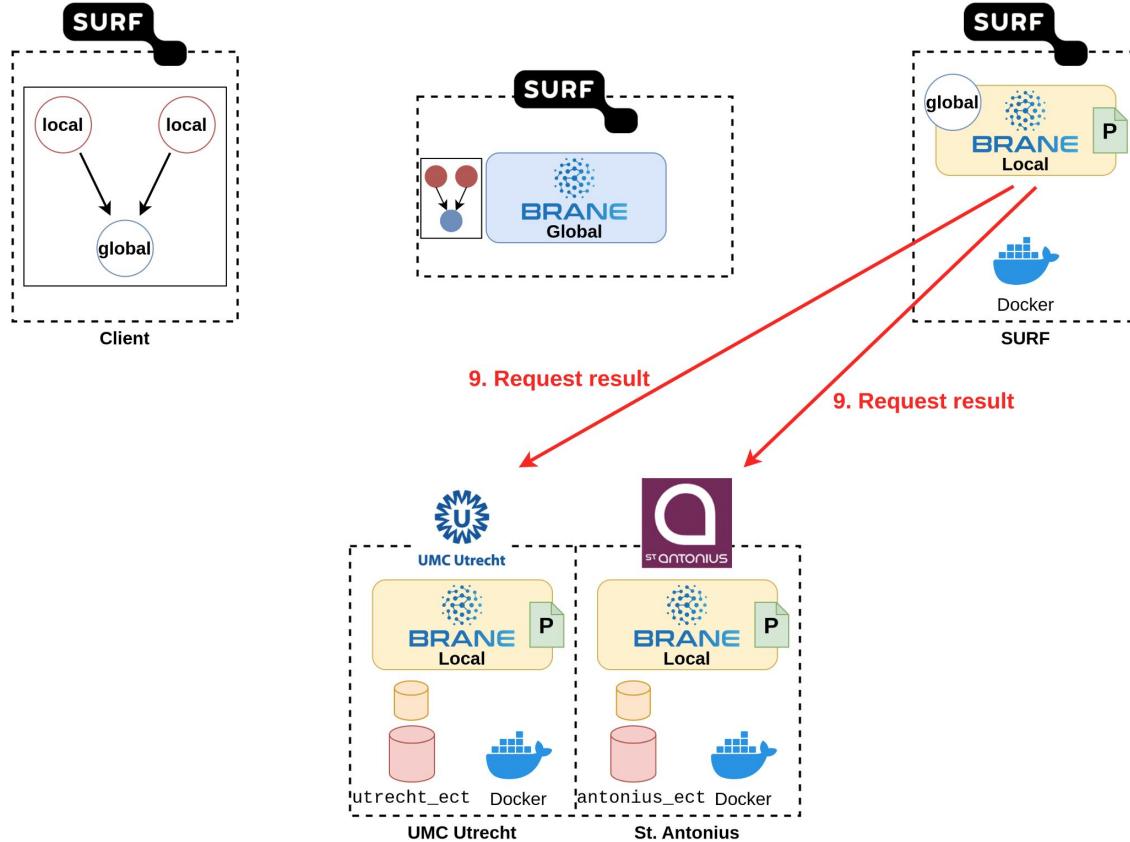 SURF
local
local
global
Client
SURF
BRANE
Global
SURF
global
BRANE
Local
P
Docker
SURF
9. Request result
9. Request result
U
UMC Utrecht
ST ANTONIUS
BRANE
Local
P
BRANE
Local
P
utrecht_ect
Docker
antonius_ect
Docker
UMC Utrecht
St. Antonius